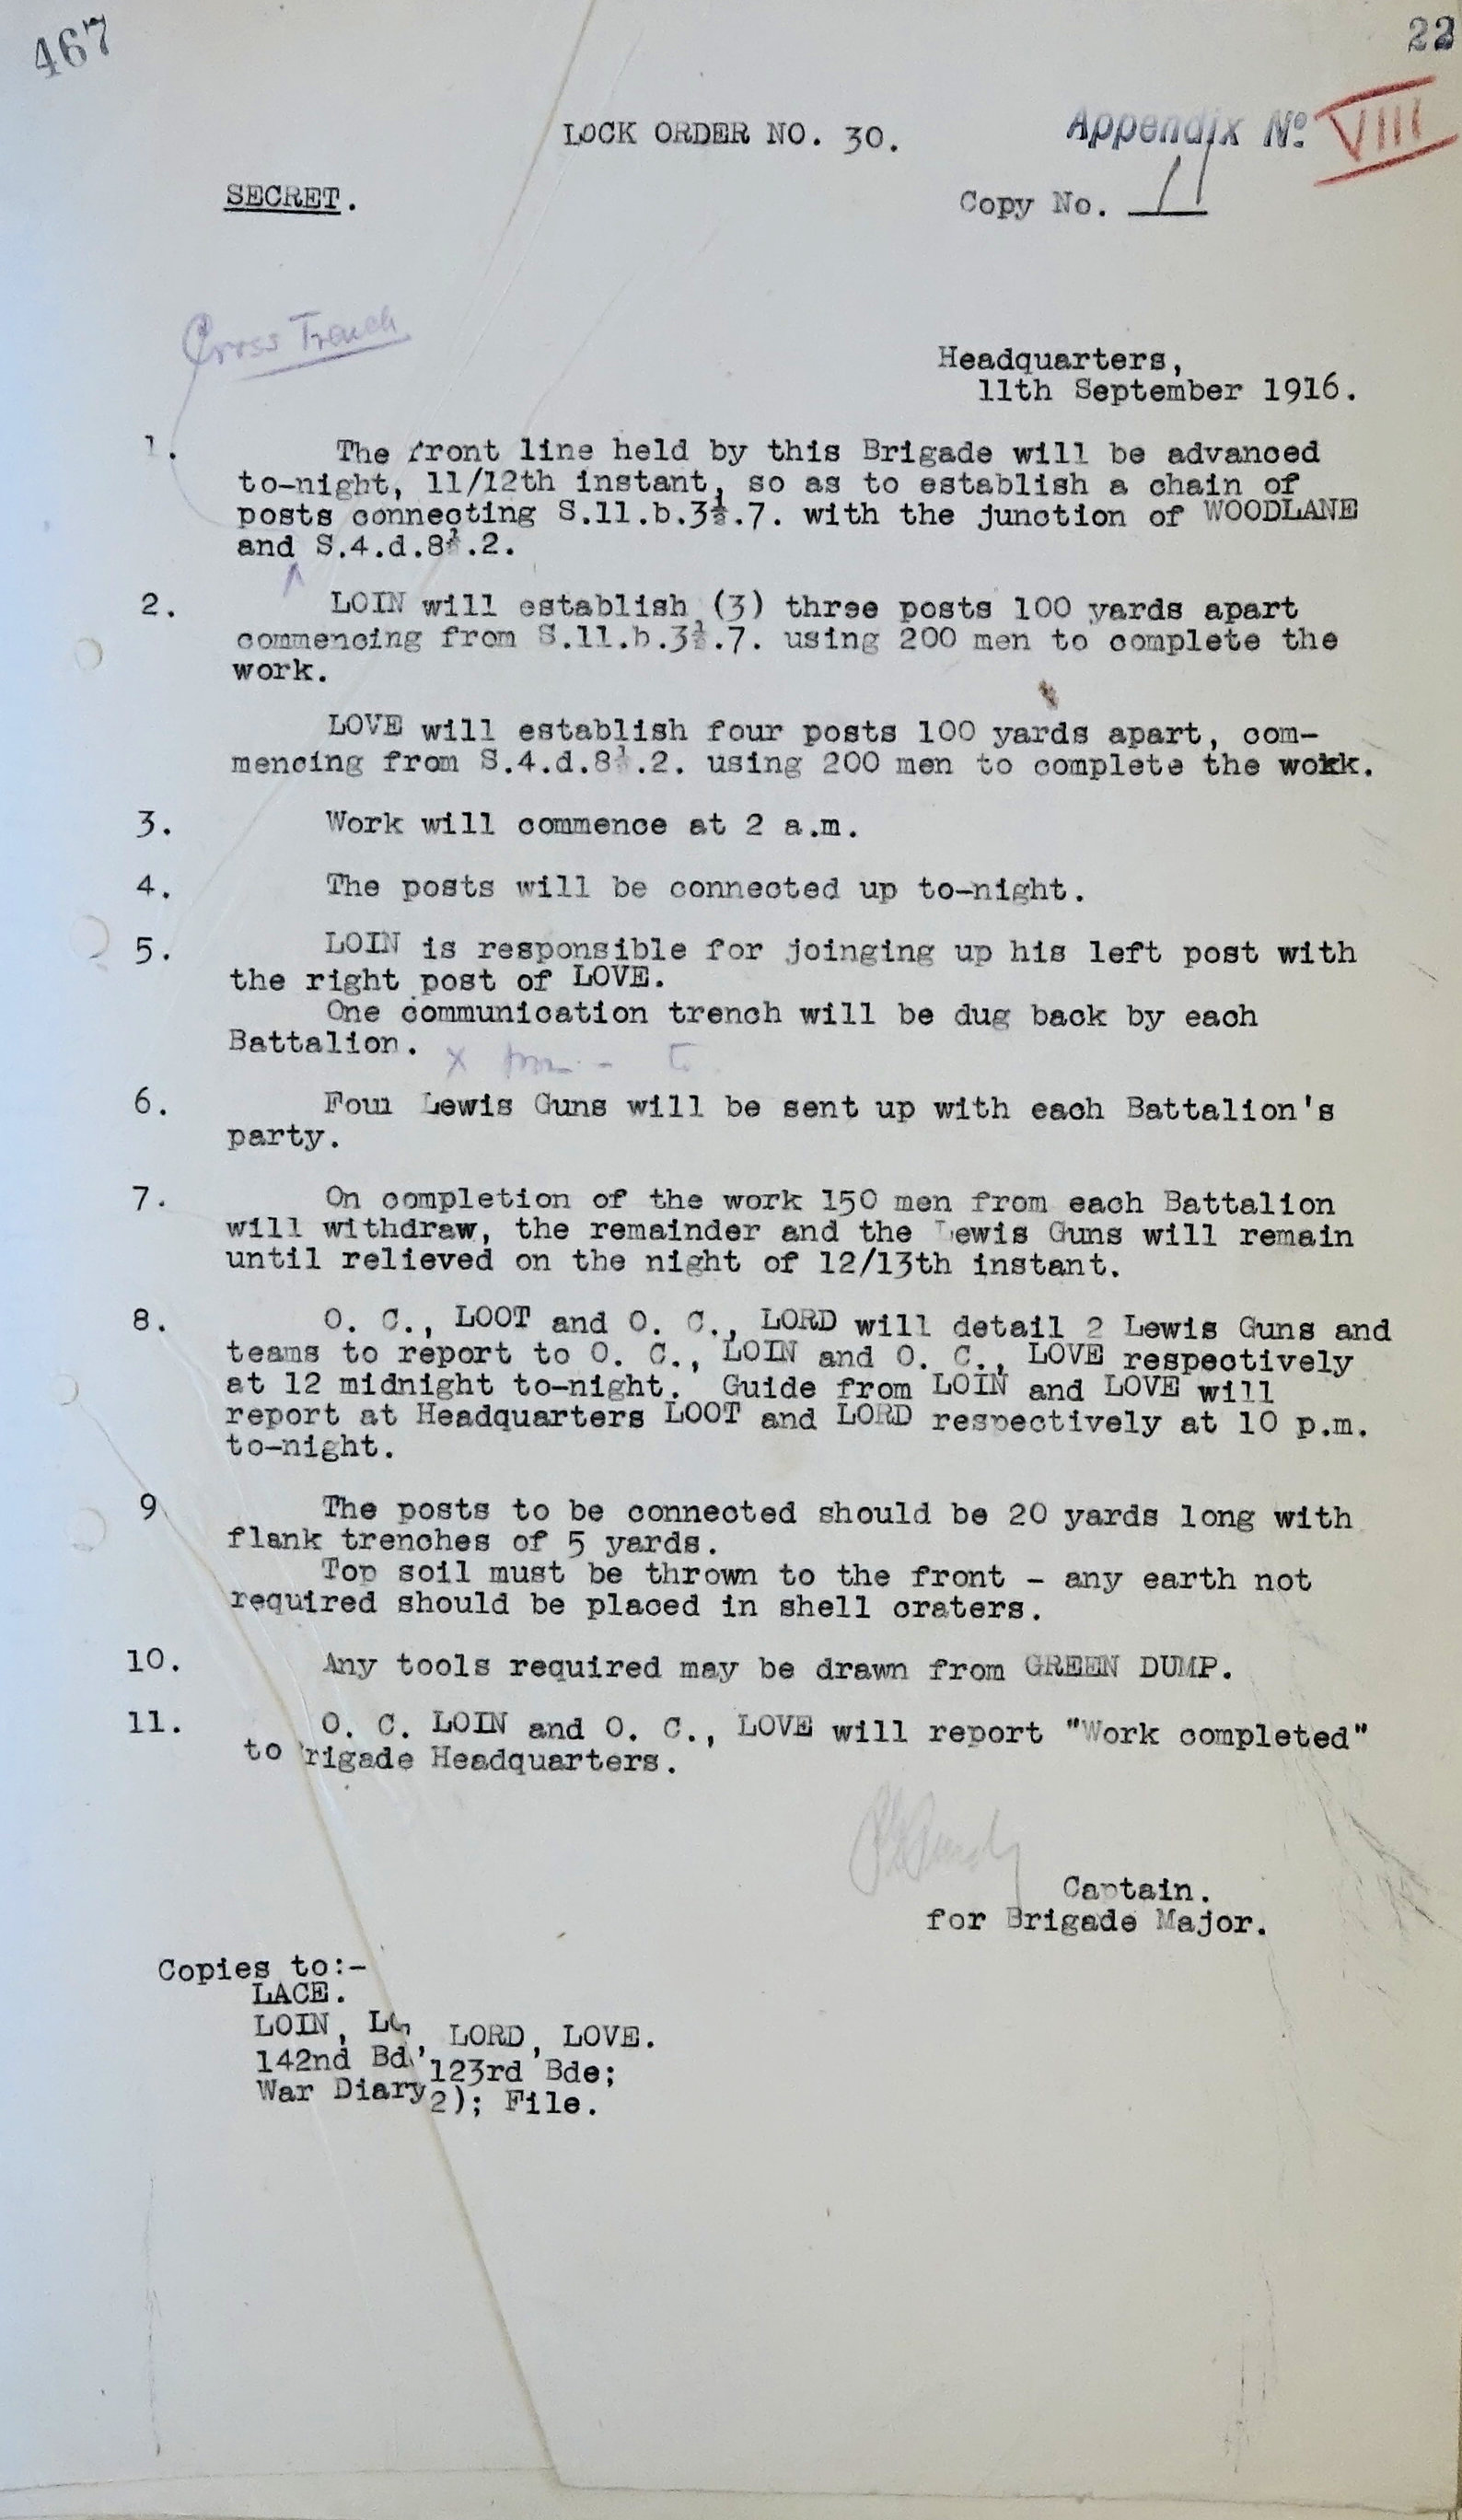 467
22
LOCK ORDER NO. 30.
Appendix No. VIII
SECRET.
Copy No. 11
Cross Trench
Headquarters,
11th September 1916.
1. The front line held by this Brigade will be advanced
to-night, 11/12th instant, so as to establish a chain of
posts connecting S.11.b.3½.7. with the junction of WOODLANE
and S.4.d.8½.2.
2. LOIN will establish (3) three posts 100 yards apart
commencing from S.11.b.3½.7. using 200 men to complete the
work.
LOVE will establish four posts 100 yards apart, com-
mencing from S.4.d.8½.2. using 200 men to complete the wokk.
3. Work will commence at 2 a.m.
4. The posts will be connected up to-night.
5. LOIN is responsible for joinging up his left post with
the right post of LOVE.
One communication trench will be dug back by each
Battalion.
x
6. Four Lewis Guns will be sent up with each Battalion's
party.
7. On completion of the work 150 men from each Battalion
will withdraw, the remainder and the Lewis Guns will remain
until relieved on the night of 12/13th instant.
8. O. C., LOOT and O. C., LORD will detail 2 Lewis Guns and
teams to report to O. C., LOIN and O. C., LOVE respectively
at 12 midnight to-night. Guide from LOIN and LOVE will
report at Headquarters LOOT and LORD respectively at 10 p.m.
to-night.
9 The posts to be connected should be 20 yards long with
flank trenches of 5 yards.
Top soil must be thrown to the front - any earth not
required should be placed in shell craters.
10. Any tools required may be drawn from GREEN DUMP.
11. O. C. LOIN and O. C., LOVE will report "Work completed"
to rigade Headquarters.
Captain.
for Brigade Major.
Copies to:-
LACE.
LOIN, LO LORD, LOVE.
142nd Bd 123rd Bde;
War Diary 2); File.